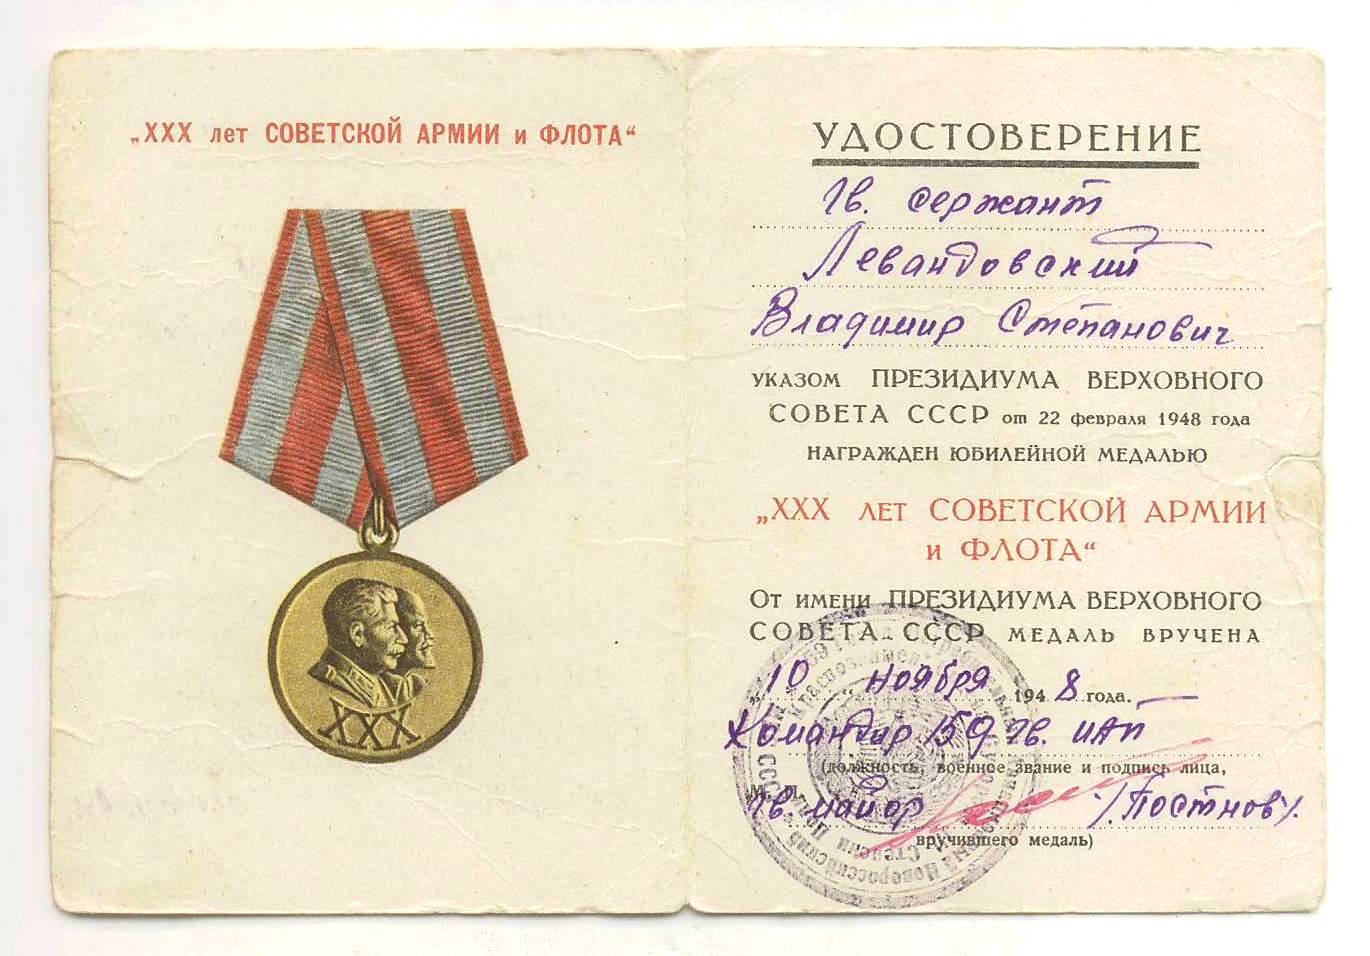 „XXX лет СОВЕТСКОЙ АРМИИ и ФЛОТА“
XXX
УДОСТОВЕРЕНИЕ
Гв. сержант
Левандовский
Владимир Степанович
УКАЗОМ ПРЕЗИДИУМА ВЕРХОВНОГО
СОВЕТА СССР от 22 февраля 1948 года
НАГРАЖДЕН ЮБИЛЕЙНОЙ МЕДАЛЬЮ
„XXX ЛЕТ СОВЕТСКОЙ АРМИИ
и ФЛОТА“
От имени ПРЕЗИДИУМА ВЕРХОВНОГО
СОВЕТА СССР МЕДАЛЬ ВРУЧЕНА
„10“ ноября 1948 года.
Командир 159 гв. ИАП
(должность, военное звание и подпись лица,
М. П.
гв. майор /Постнов/.
вручившего медаль)